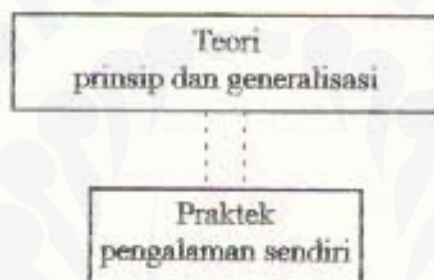 Teori
prinsip dan generalisasi
Praktek
pengalaman sendiri